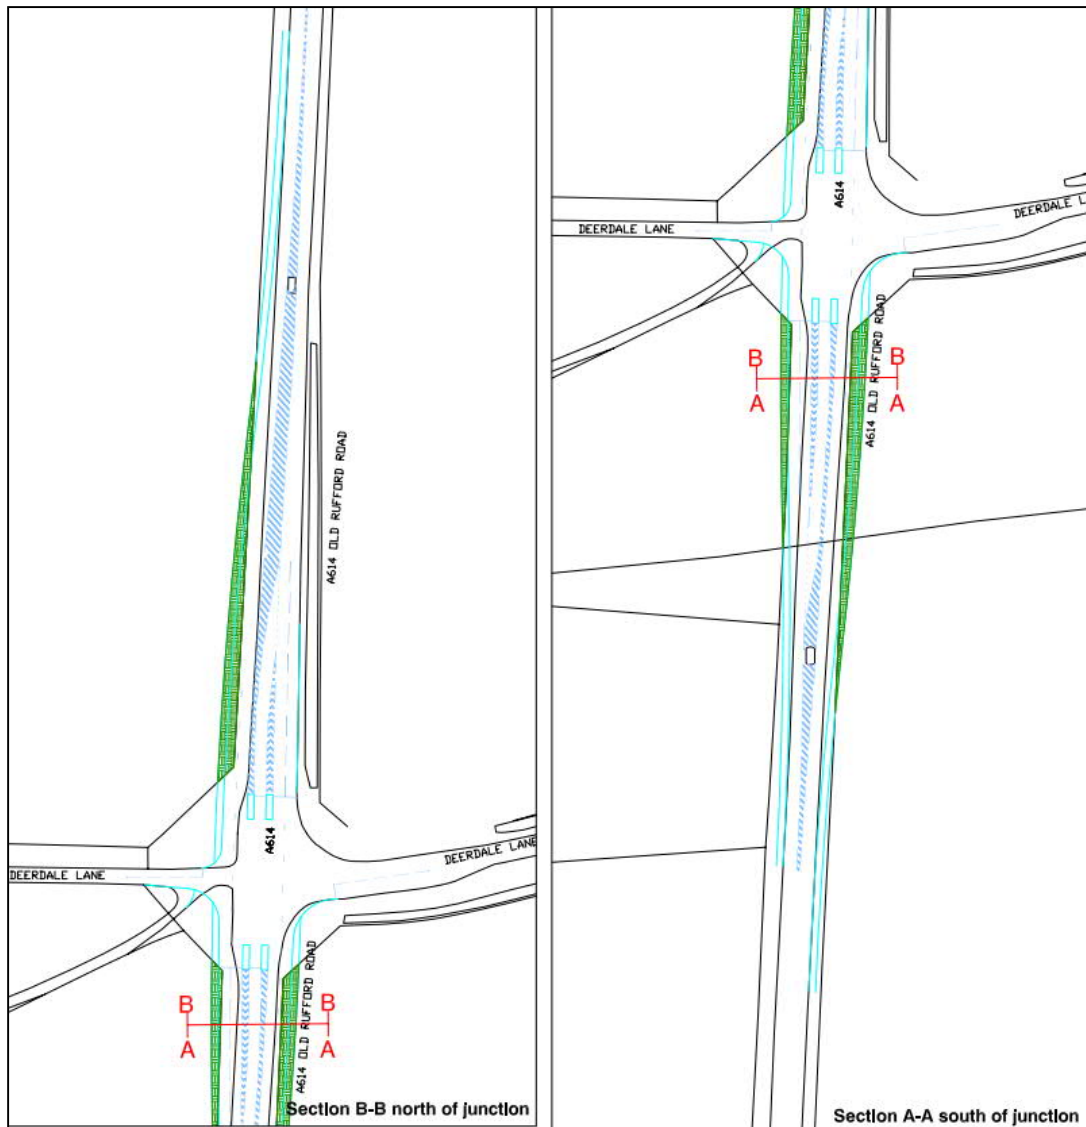 A614 OLD RUFFORD ROAD
A614
DEERDALE LANE
DEERDALE LANE
B B
A A
A614 OLD RUFFORD ROAD
Section B-B north of junction
A614
DEERDALE LANE
DEERDALE L
B B
A A
A614 OLD RUFFORD ROAD
Section A-A south of junction